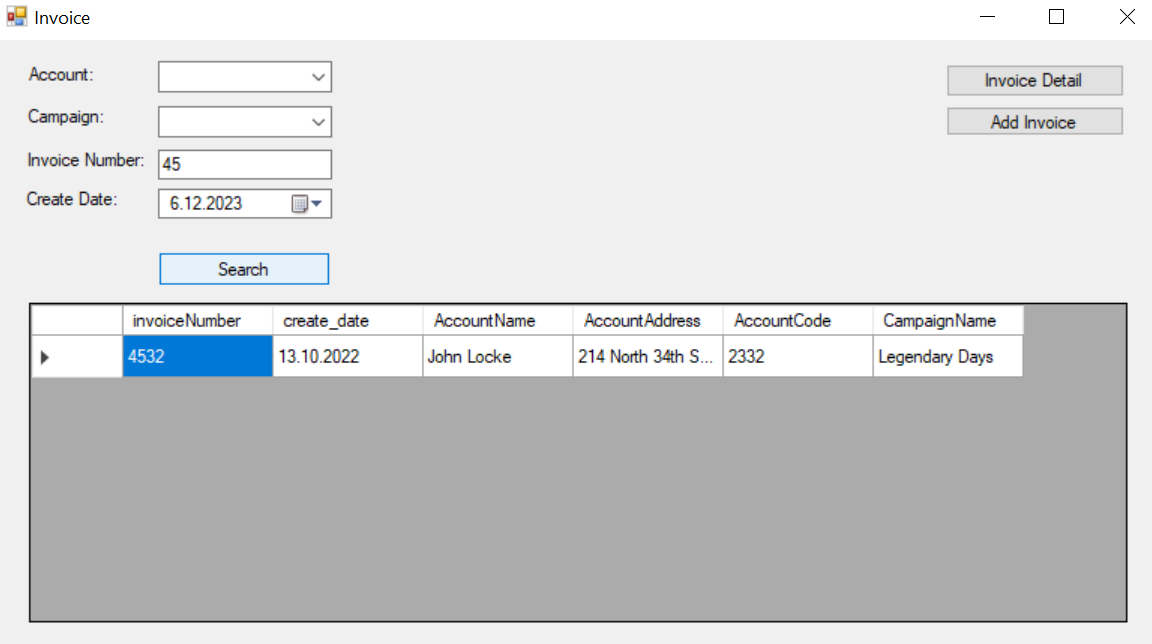 Invoice
Account:
Invoice Detail
Campaign:
Add Invoice
Invoice Number: 45
Create Date: 6.12.2023
Search
invoiceNumber create_date AccountName AccountAddress AccountCode CampaignName
4532 13.10.2022 John Locke 214 North 34th S... 2332 Legendary Days